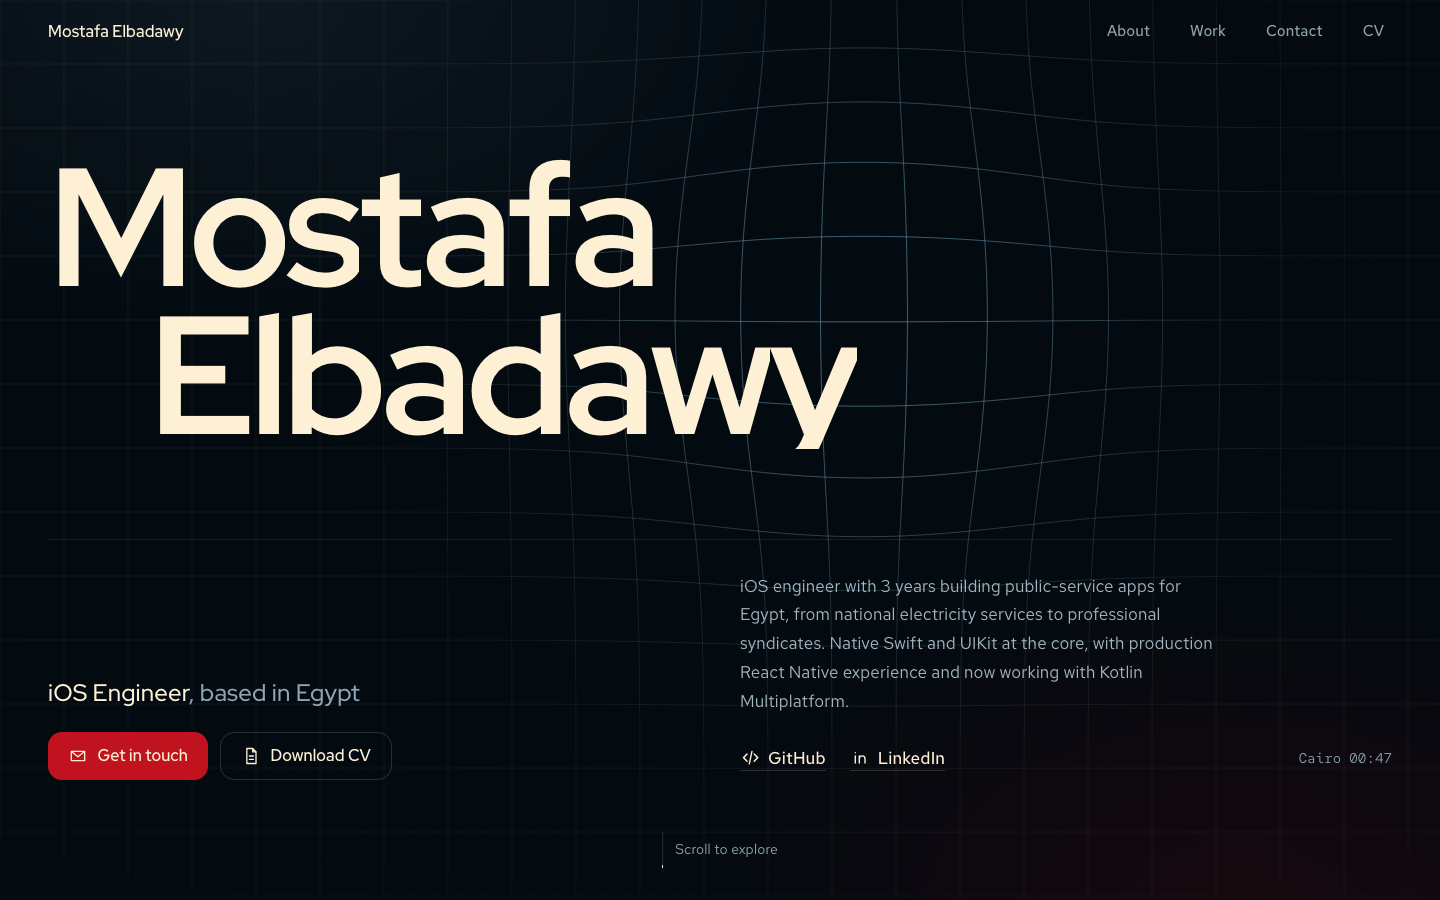 Mostafa Elbadawy
About Work Contact CV
Mostafa
Elbadawy
iOS engineer with 3 years building public-service apps for
Egypt, from national electricity services to professional
syndicates. Native Swift and UIKit at the core, with production
React Native experience and now working with Kotlin
Multiplatform.
iOS Engineer, based in Egypt
Get in touch
Download CV
GitHub
in LinkedIn
Cairo 00:47
Scroll to explore